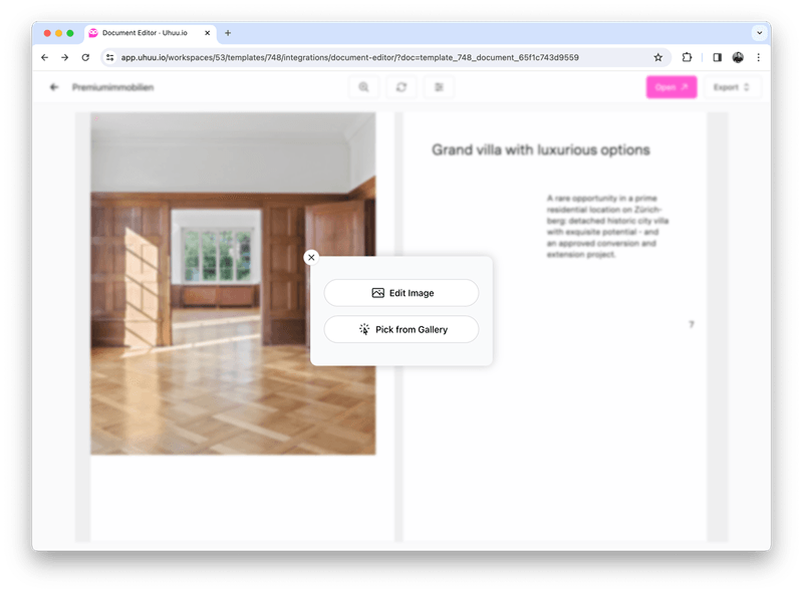 Document Editor - Uhuu.io
app.uhuu.io/workspaces/53/templates/748/integrations/document-editor/?doc=template_748_document_65f1c743d9559
Premiumimmobilien
Open
Export
Grand villa with luxurious options
A rare opportunity in a prime
residential location on Zürich-
berg: detached historic city villa
with exquisite potential - and
an approved conversion and
extension project.
Edit Image
Pick from Gallery
7